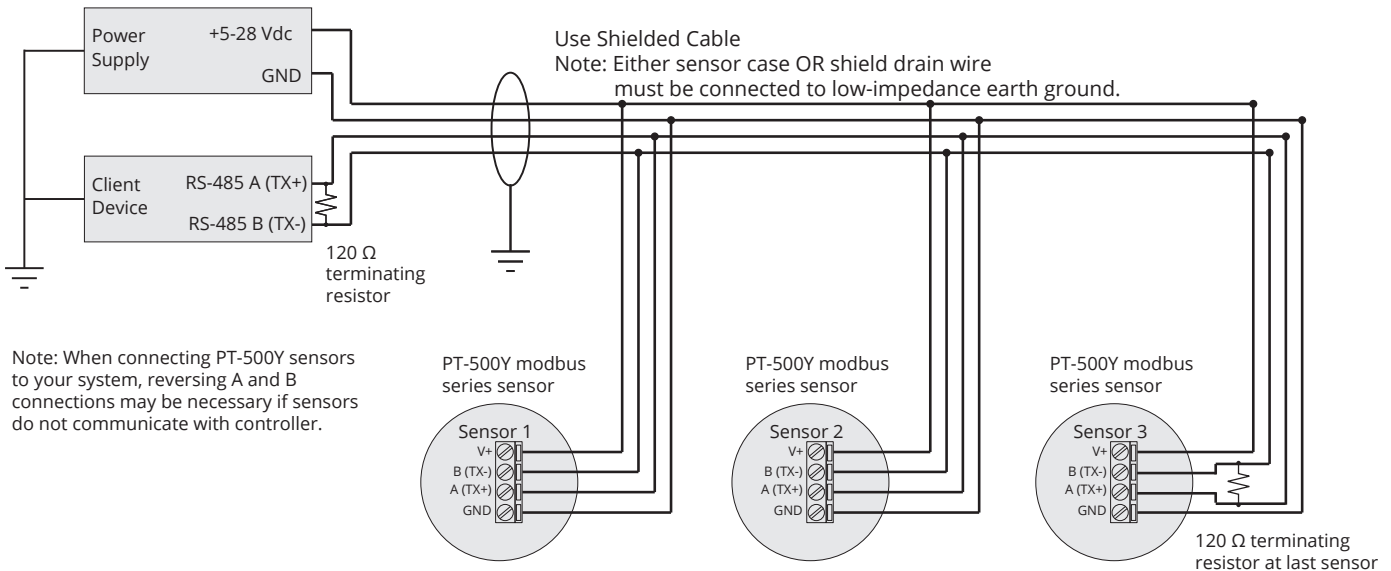 Power
Supply
+5-28 Vdc
GND
Use Shielded Cable
Note: Either sensor case OR shield drain wire
must be connected to low-impedance earth ground.
Client
Device
RS-485 A (TX+)
RS-485 B (TX-)
120 Ω
terminating
resistor
Note: When connecting PT-500Y sensors
to your system, reversing A and B
connections may be necessary if sensors
do not communicate with controller.
PT-500Y modbus
series sensor
Sensor 1
V+
B (TX-)
A (TX+)
GND
PT-500Y modbus
series sensor
Sensor 2
V+
B (TX-)
A (TX+)
GND
PT-500Y modbus
series sensor
Sensor 3
V+
B (TX-)
A (TX+)
GND
120 Ω terminating
resistor at last sensor